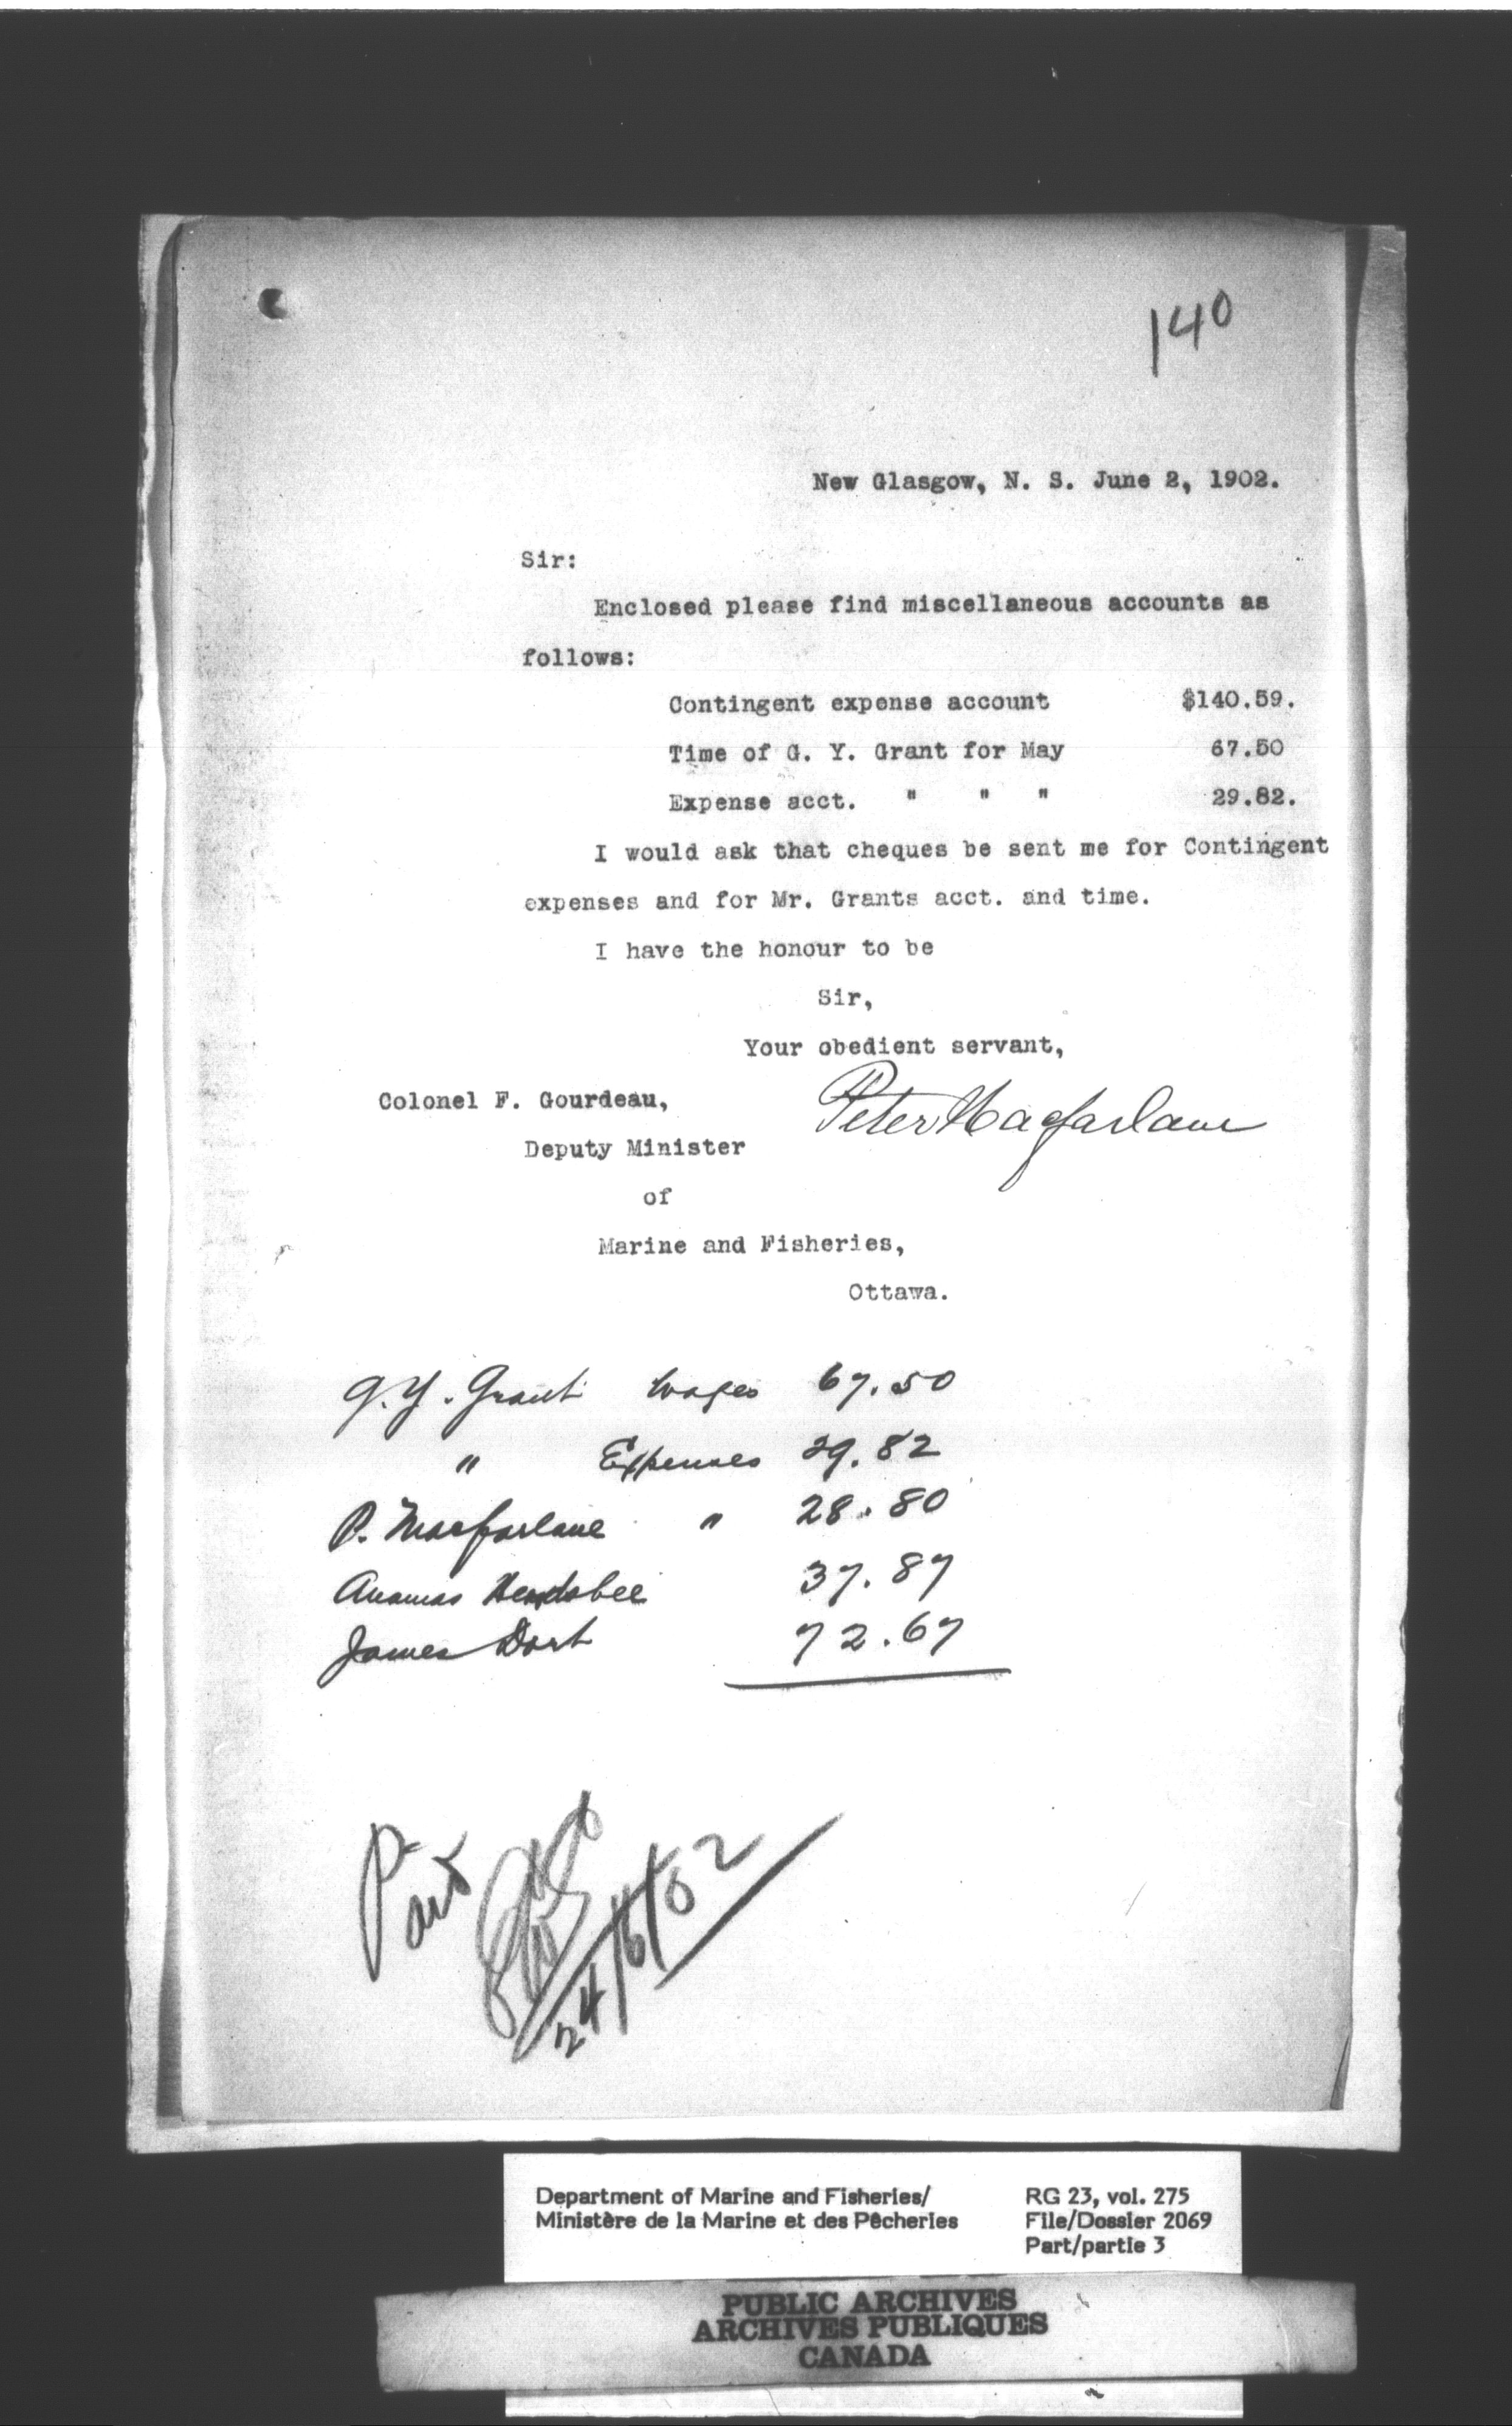 140
New Glasgow, N. S. June 2, 1902.
Sir:
Enclosed please find miscellaneous accounts as
follows:
Contingent expense account $140.59.
Time of G. Y. Grant for May 67.50
Expense acct. " " " 29.82.
I would ask that cheques be sent me for Contingent
expenses and for Mr. Grants acct. and time.
I have the honour to be
Sir,
Your obedient servant,
Peter Macfarlane
Colonel F. Gourdeau,
Deputy Minister
of
Marine and Fisheries,
Ottawa.
G. Y. Grant Wages 67.50
" Expenses 29.82
P. Macfarlane " 28.80
37.87
James Dort 72.67
24/6/02
Department of Marine and Fisheries/
Ministère de la Marine et des Pêcheries
RG 23, vol. 275
File/Dossier 2069
Part/partie 3
PUBLIC ARCHIVES
ARCHIVES PUBLIQUES
CANADA